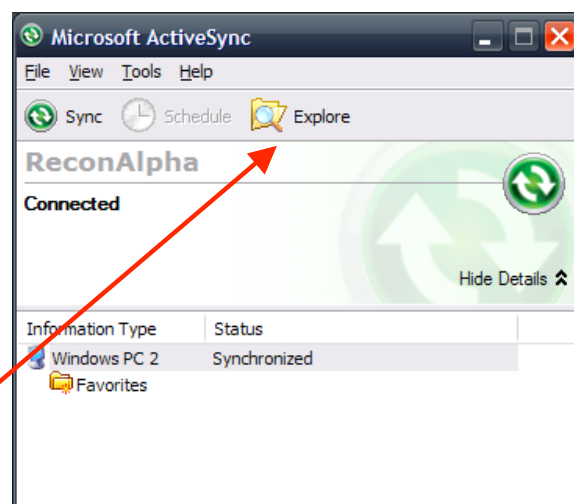 Microsoft ActiveSync
File View Tools Help
Sync Schedule Explore
ReconAlpha
Connected
Hide Details
Information Type Status
Windows PC 2 Synchronized
Favorites